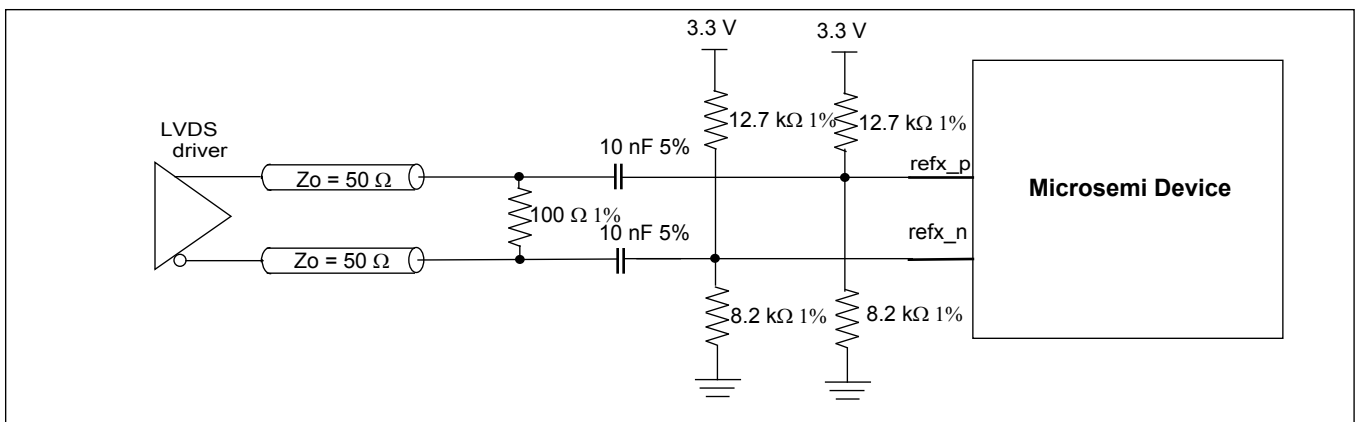 3.3 V
3.3 V
12.7 kΩ 1%
12.7 kΩ 1%
LVDS
driver
10 nF 5%
refx_p
Zo = 50 Ω
Microsemi Device
100 Ω 1%
10 nF 5%
refx_n
Zo = 50 Ω
8.2 kΩ 1%
8.2 kΩ 1%